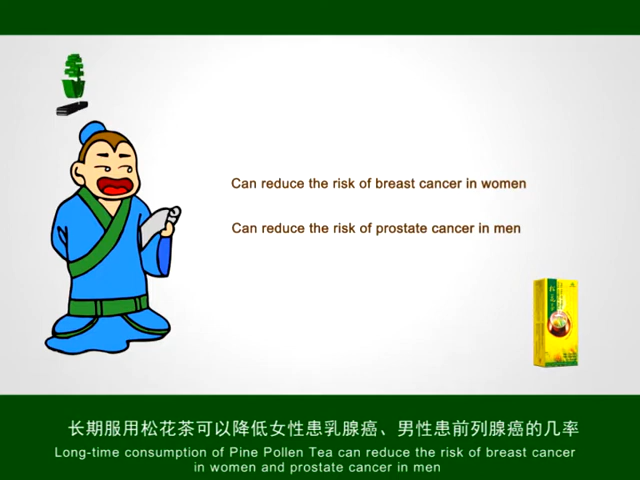 Can reduce the risk of breast cancer in women
Can reduce the risk of prostate cancer in men
长期服用松花茶可以降低女性患乳腺癌、男性患前列腺癌的几率
Long-time consumption of Pine Pollen Tea can reduce the risk of breast cancer
in women and prostate cancer in men